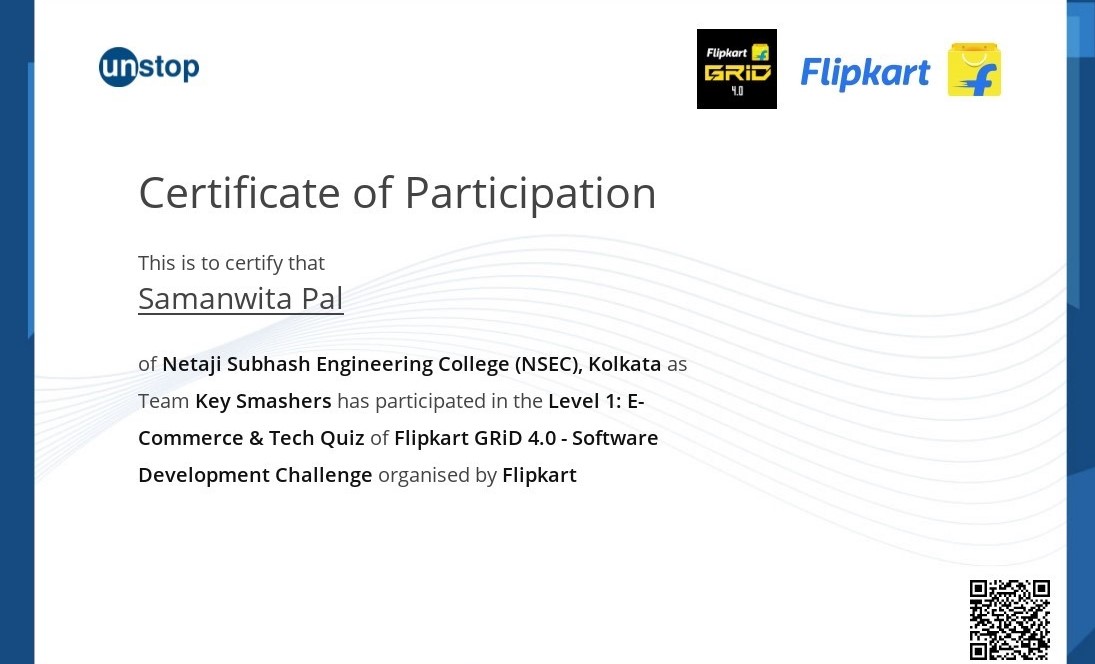 unstop
Flipkart
GRiD
4.0
Flipkart
Certificate of Participation
This is to certify that
Samanwita Pal
of Netaji Subhash Engineering College (NSEC), Kolkata as
Team Key Smashers has participated in the Level 1: E-
Commerce & Tech Quiz of Flipkart GRiD 4.0 - Software
Development Challenge organised by Flipkart